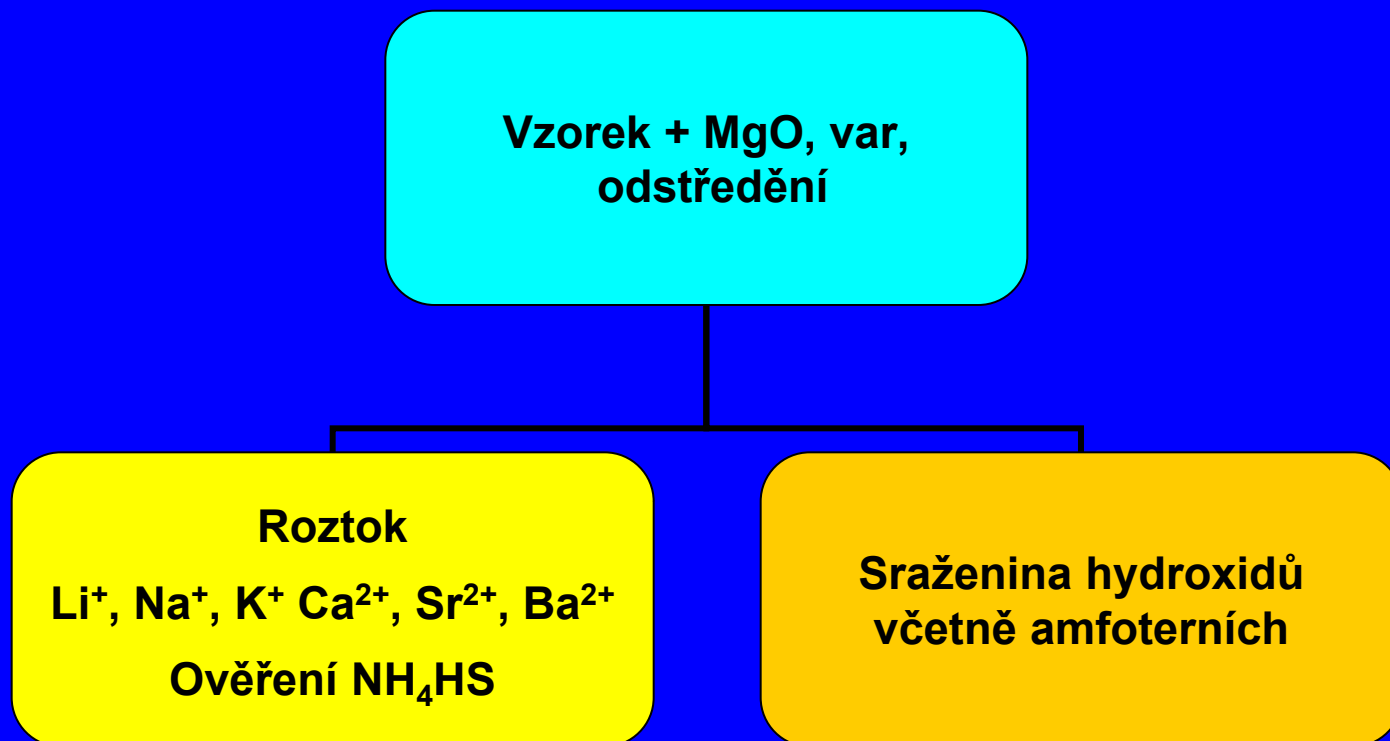 Vzorek + MgO, var,
odstředění
Roztok
Li⁺, Na⁺, K⁺ Ca²⁺, Sr²⁺, Ba²⁺
Ověření NH₄HS
Sraženina hydroxidů
včetně amfoterních